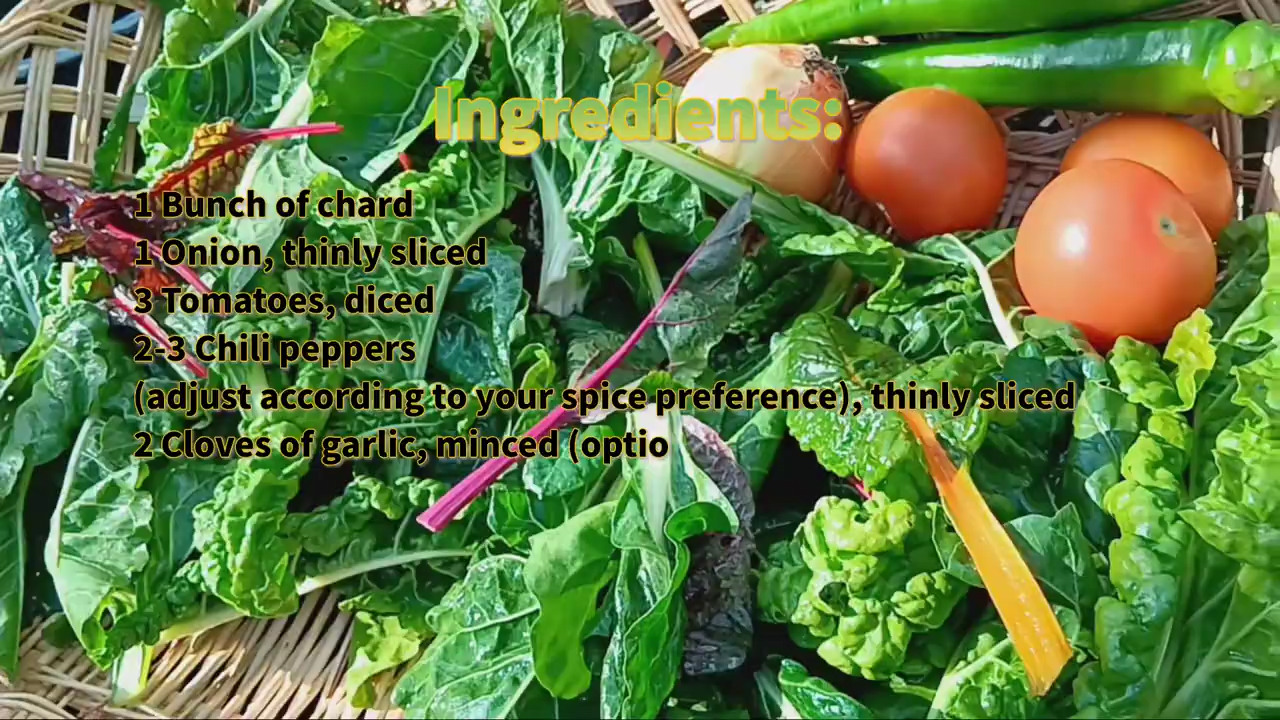 Ingredients:
1 Bunch of chard
1 Onion, thinly sliced
3 Tomatoes, diced
2-3 Chili peppers
(adjust according to your spice preference), thinly sliced
2 Cloves of garlic, minced (optio